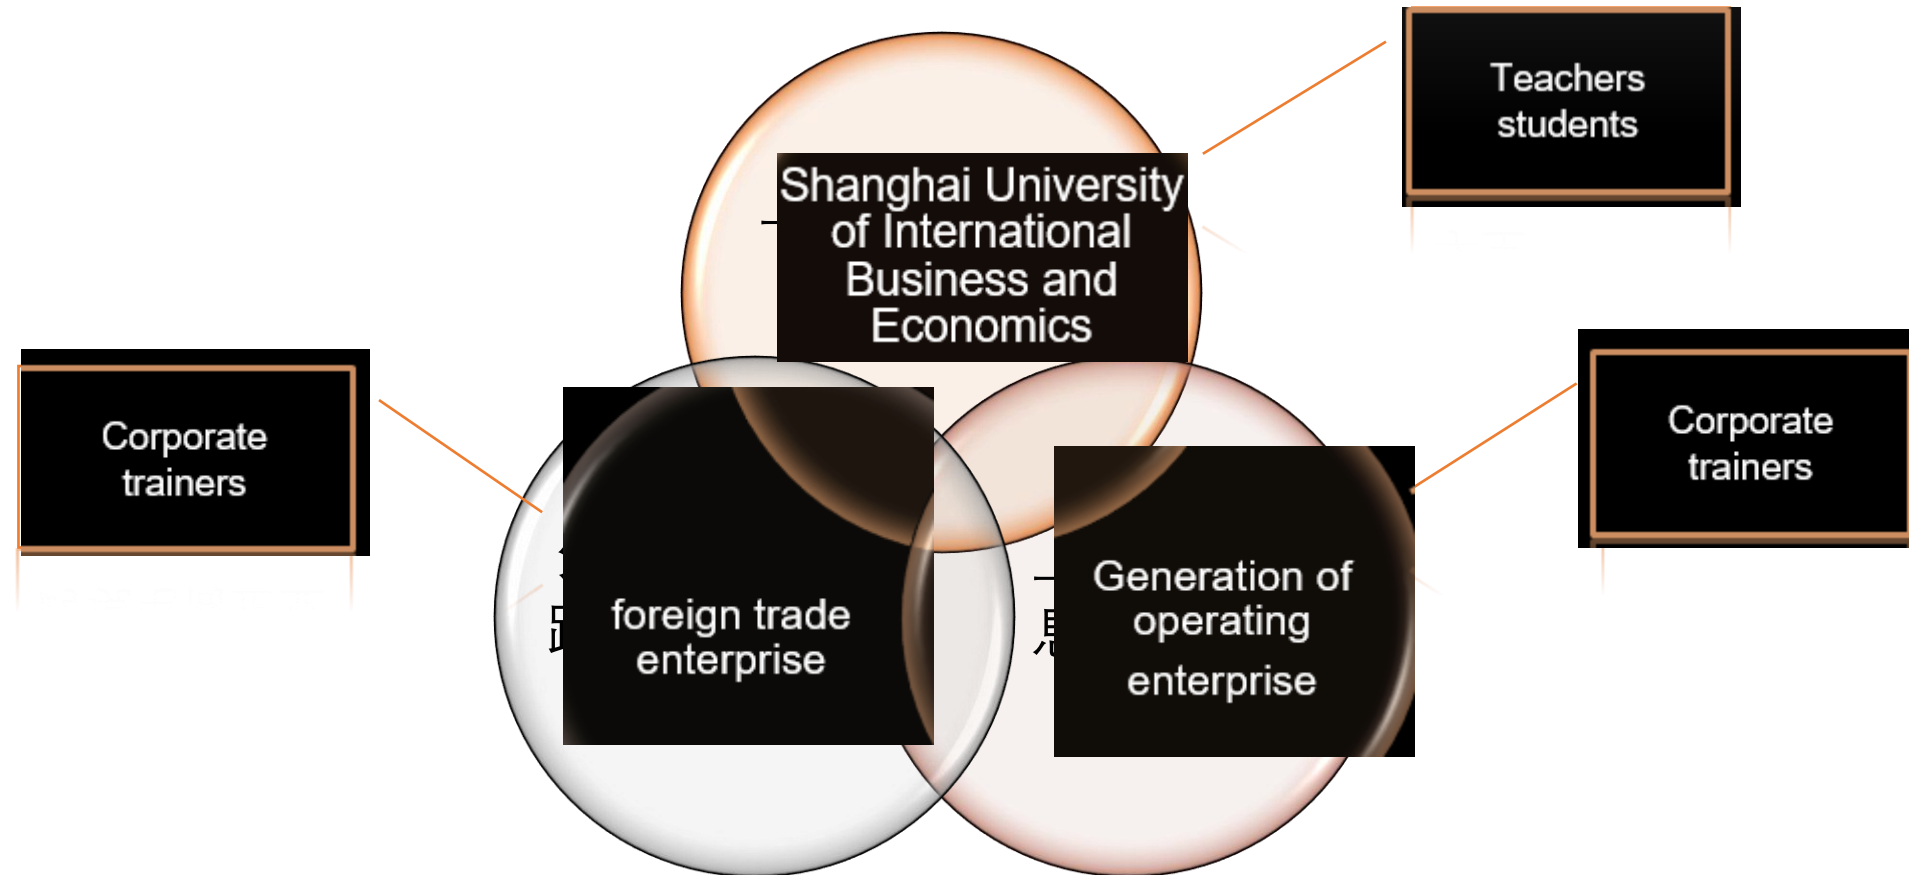 Teachers
students
Shanghai University
of International
Business and
Economics
Corporate
trainers
Corporate
trainers
foreign trade
enterprise
Generation of
operating
enterprise